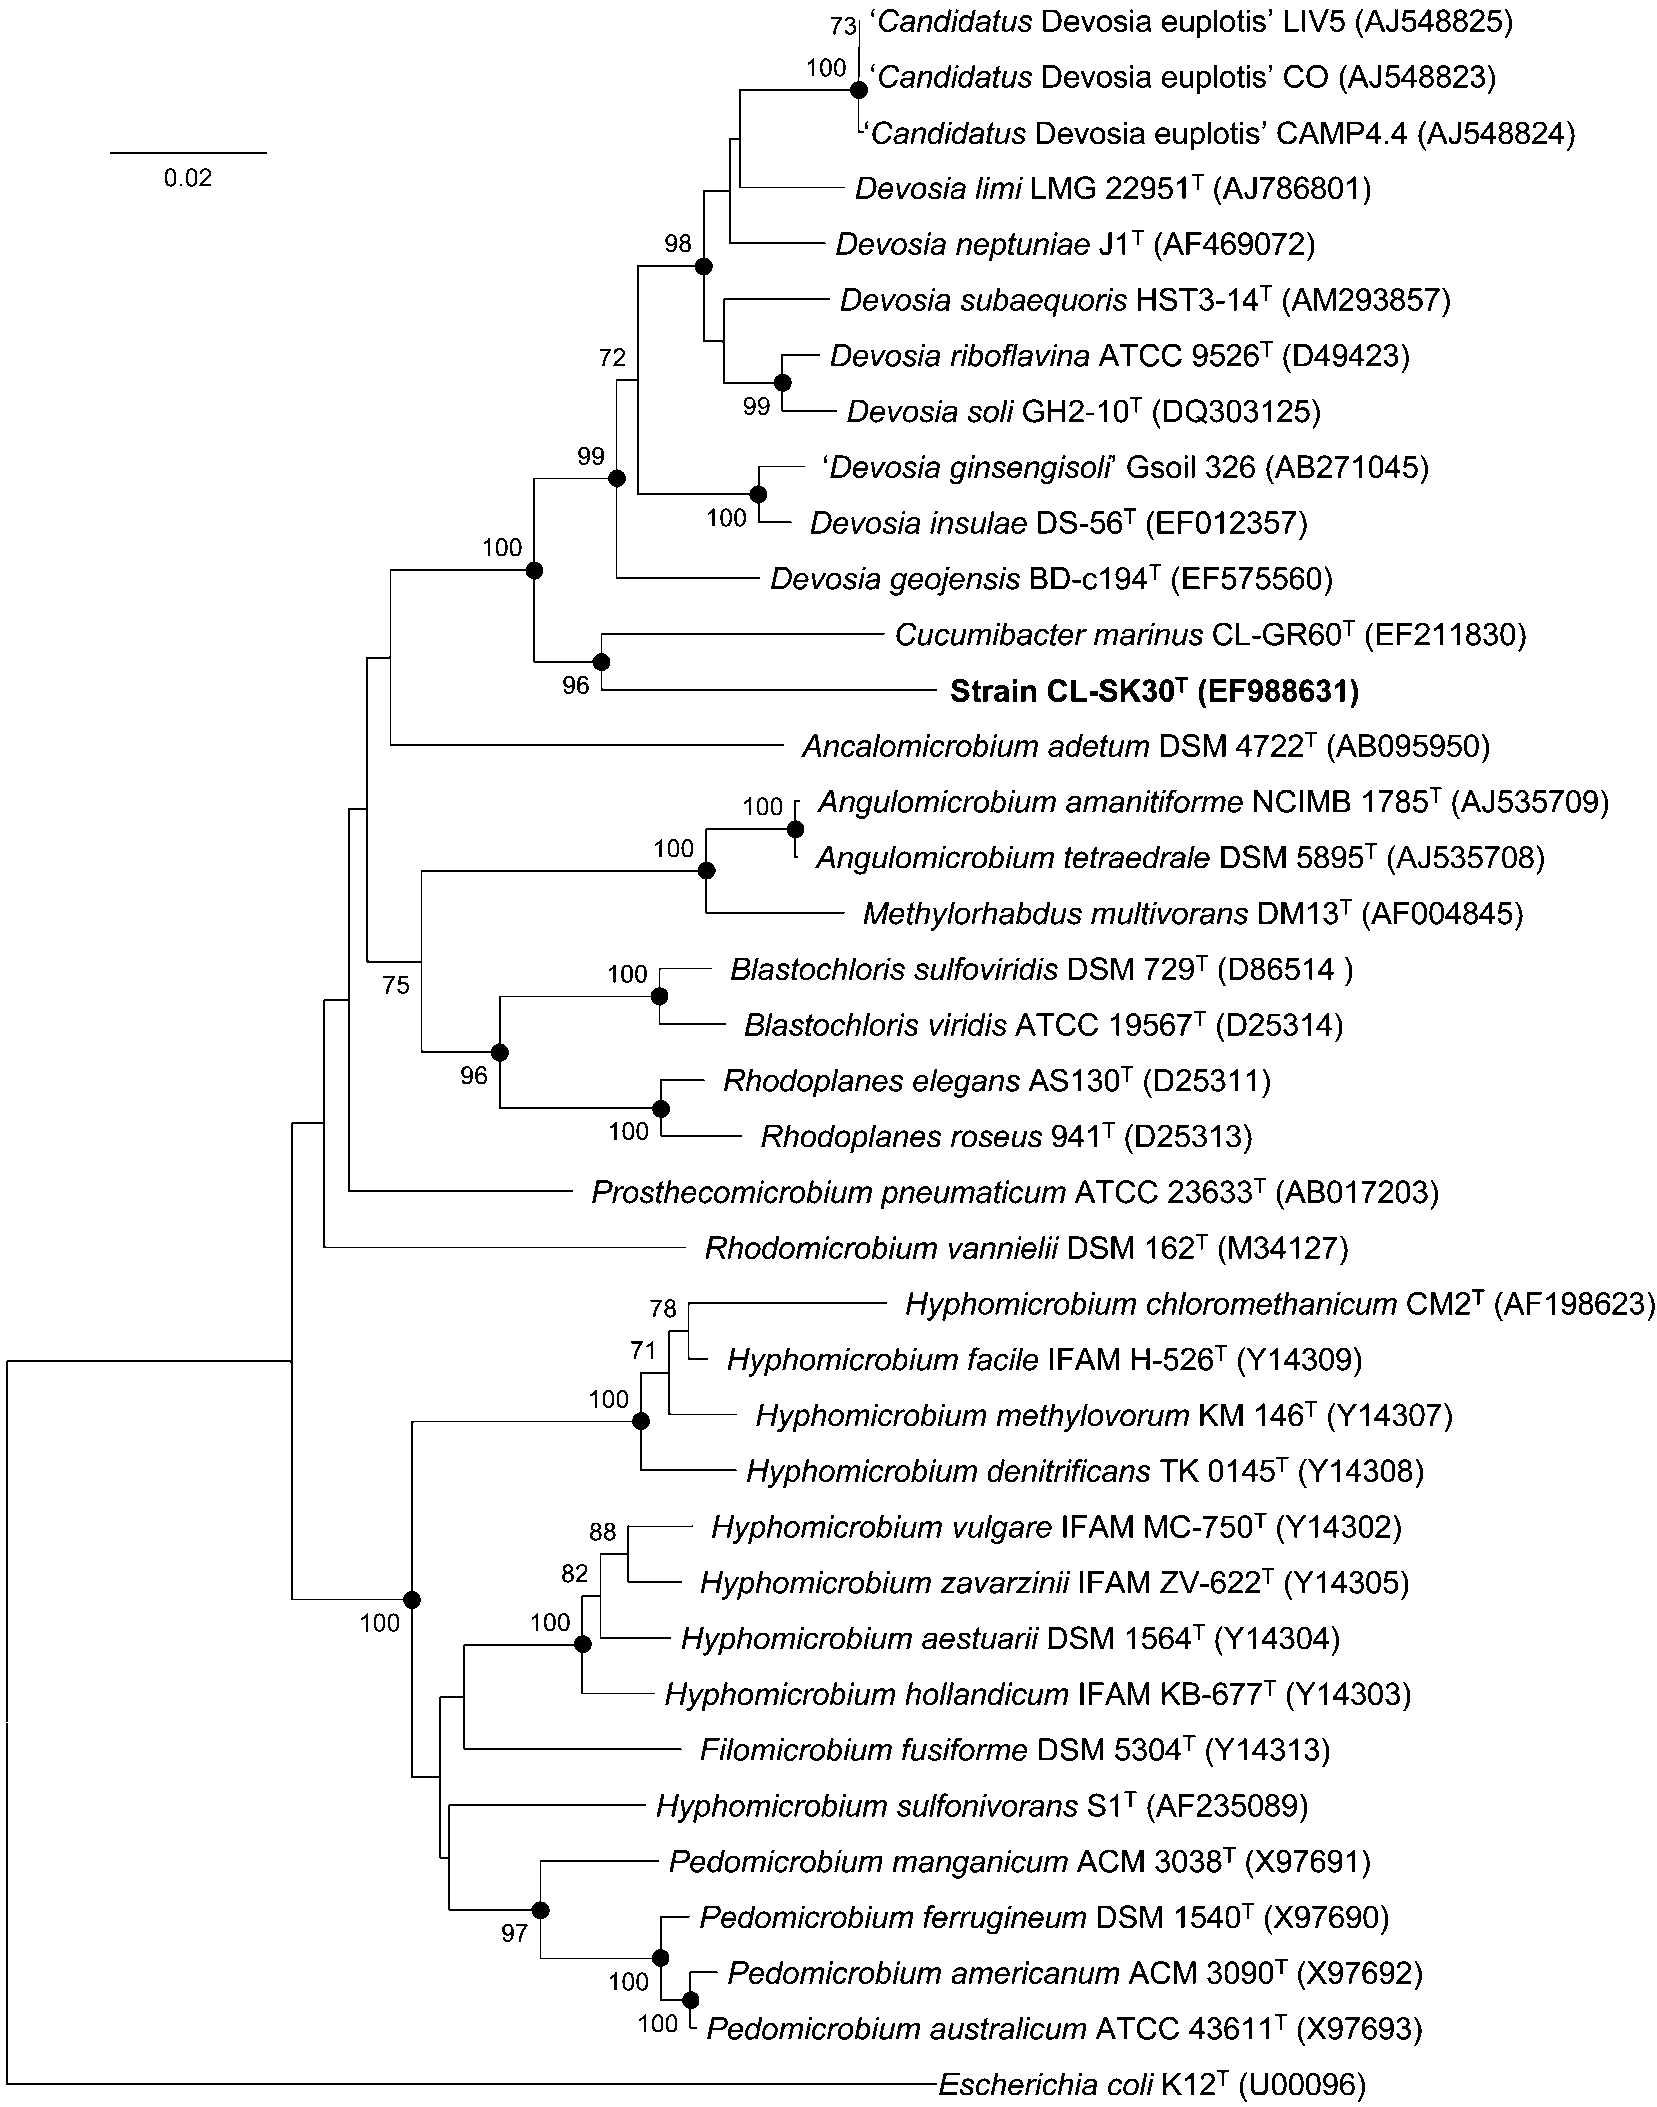 73 ‘Candidatus Devosia euplotis’ LIV5 (AJ548825)
100 ‘Candidatus Devosia euplotis’ CO (AJ548823)
‘Candidatus Devosia euplotis’ CAMP4.4 (AJ548824)
0.02
Devosia limi LMG 22951ᵀ (AJ786801)
98 Devosia neptuniae J1ᵀ (AF469072)
Devosia subaequoris HST3-14ᵀ (AM293857)
72 Devosia riboflavina ATCC 9526ᵀ (D49423)
99 Devosia soli GH2-10ᵀ (DQ303125)
99 ‘Devosia ginsengisoli’ Gsoil 326 (AB271045)
100 Devosia insulae DS-56ᵀ (EF012357)
100
Devosia geojensis BD-c194ᵀ (EF575560)
Cucumibacter marinus CL-GR60ᵀ (EF211830)
96 Strain CL-SK30ᵀ (EF988631)
Ancalomicrobium adetum DSM 4722ᵀ (AB095950)
100 Angulomicrobium amanitiforme NCIMB 1785ᵀ (AJ535709)
100 Angulomicrobium tetraedrale DSM 5895ᵀ (AJ535708)
Methylorhabdus multivorans DM13ᵀ (AF004845)
75 100 Blastochloris sulfoviridis DSM 729ᵀ (D86514 )
Blastochloris viridis ATCC 19567ᵀ (D25314)
96 Rhodoplanes elegans AS130ᵀ (D25311)
100 Rhodoplanes roseus 941ᵀ (D25313)
Prosthecomicrobium pneumaticum ATCC 23633ᵀ (AB017203)
Rhodomicrobium vannielii DSM 162ᵀ (M34127)
78 Hyphomicrobium chloromethanicum CM2ᵀ (AF198623)
71 Hyphomicrobium facile IFAM H-526ᵀ (Y14309)
100 Hyphomicrobium methylovorum KM 146ᵀ (Y14307)
Hyphomicrobium denitrificans TK 0145ᵀ (Y14308)
88 Hyphomicrobium vulgare IFAM MC-750ᵀ (Y14302)
82 Hyphomicrobium zavarzinii IFAM ZV-622ᵀ (Y14305)
100 100 Hyphomicrobium aestuarii DSM 1564ᵀ (Y14304)
Hyphomicrobium hollandicum IFAM KB-677ᵀ (Y14303)
Filomicrobium fusiforme DSM 5304ᵀ (Y14313)
Hyphomicrobium sulfonivorans S1ᵀ (AF235089)
Pedomicrobium manganicum ACM 3038ᵀ (X97691)
97 Pedomicrobium ferrugineum DSM 1540ᵀ (X97690)
100 Pedomicrobium americanum ACM 3090ᵀ (X97692)
100 Pedomicrobium australicum ATCC 43611ᵀ (X97693)
Escherichia coli K12ᵀ (U00096)